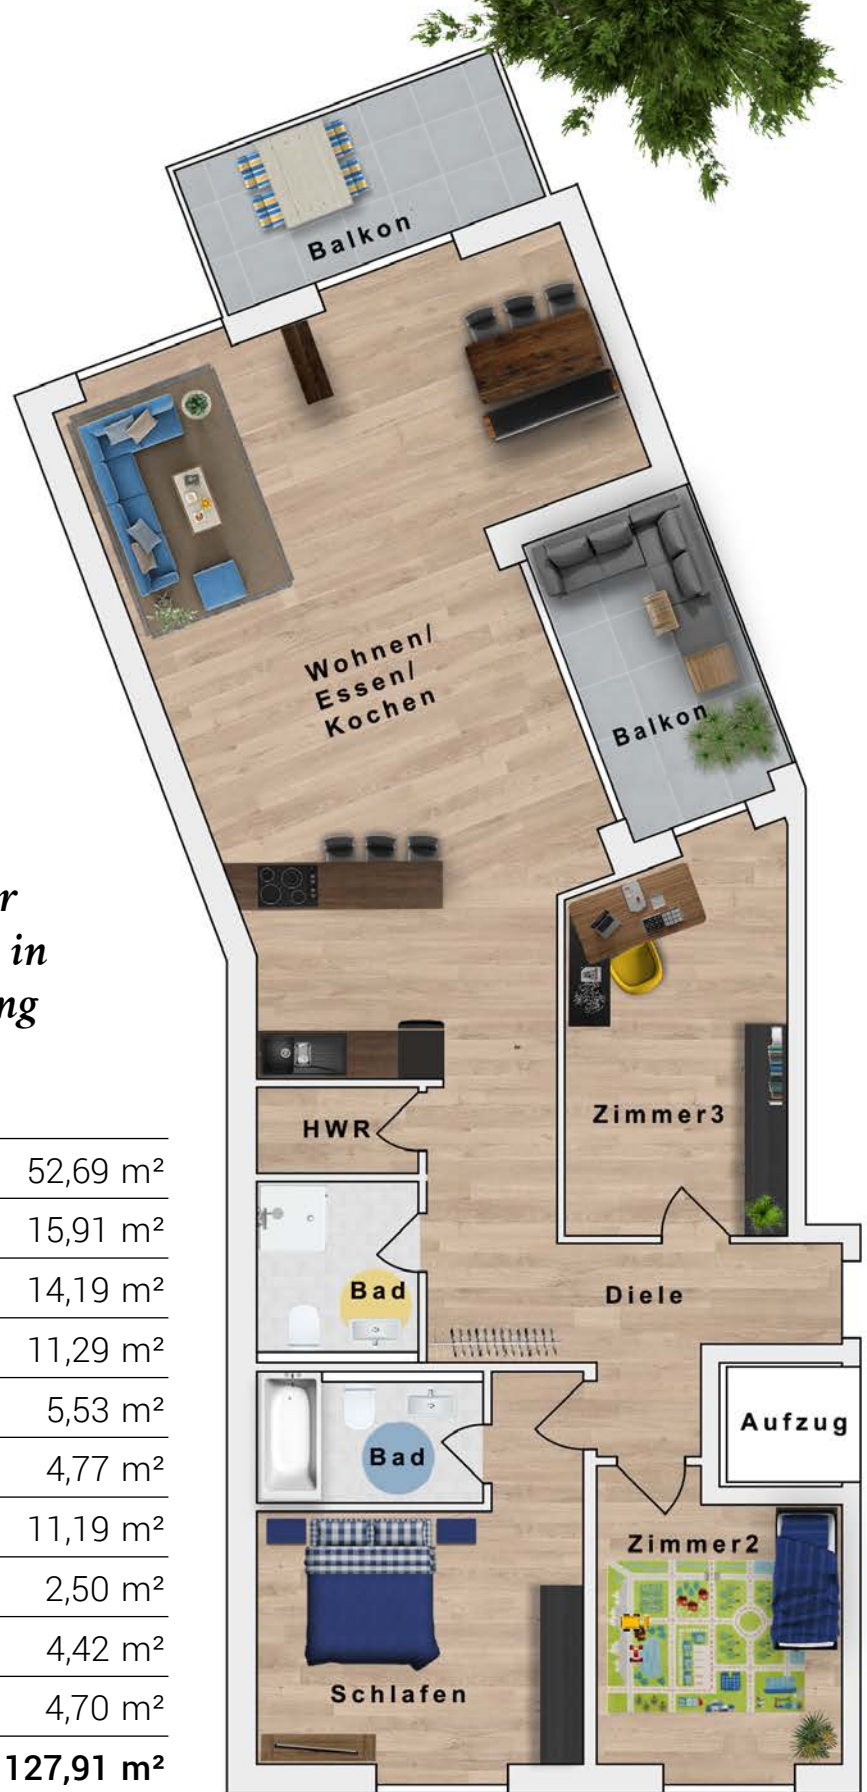 Balkon
Wohnen/
Essen/
Kochen
Balkon
r
in
ng
HWR
Zimmer3
Bad
Diele
Bad
Aufzug
Zimmer2
Schlafen
52,69 m²
15,91 m²
14,19 m²
11,29 m²
5,53 m²
4,77 m²
11,19 m²
2,50 m²
4,42 m²
4,70 m²
127,91 m²